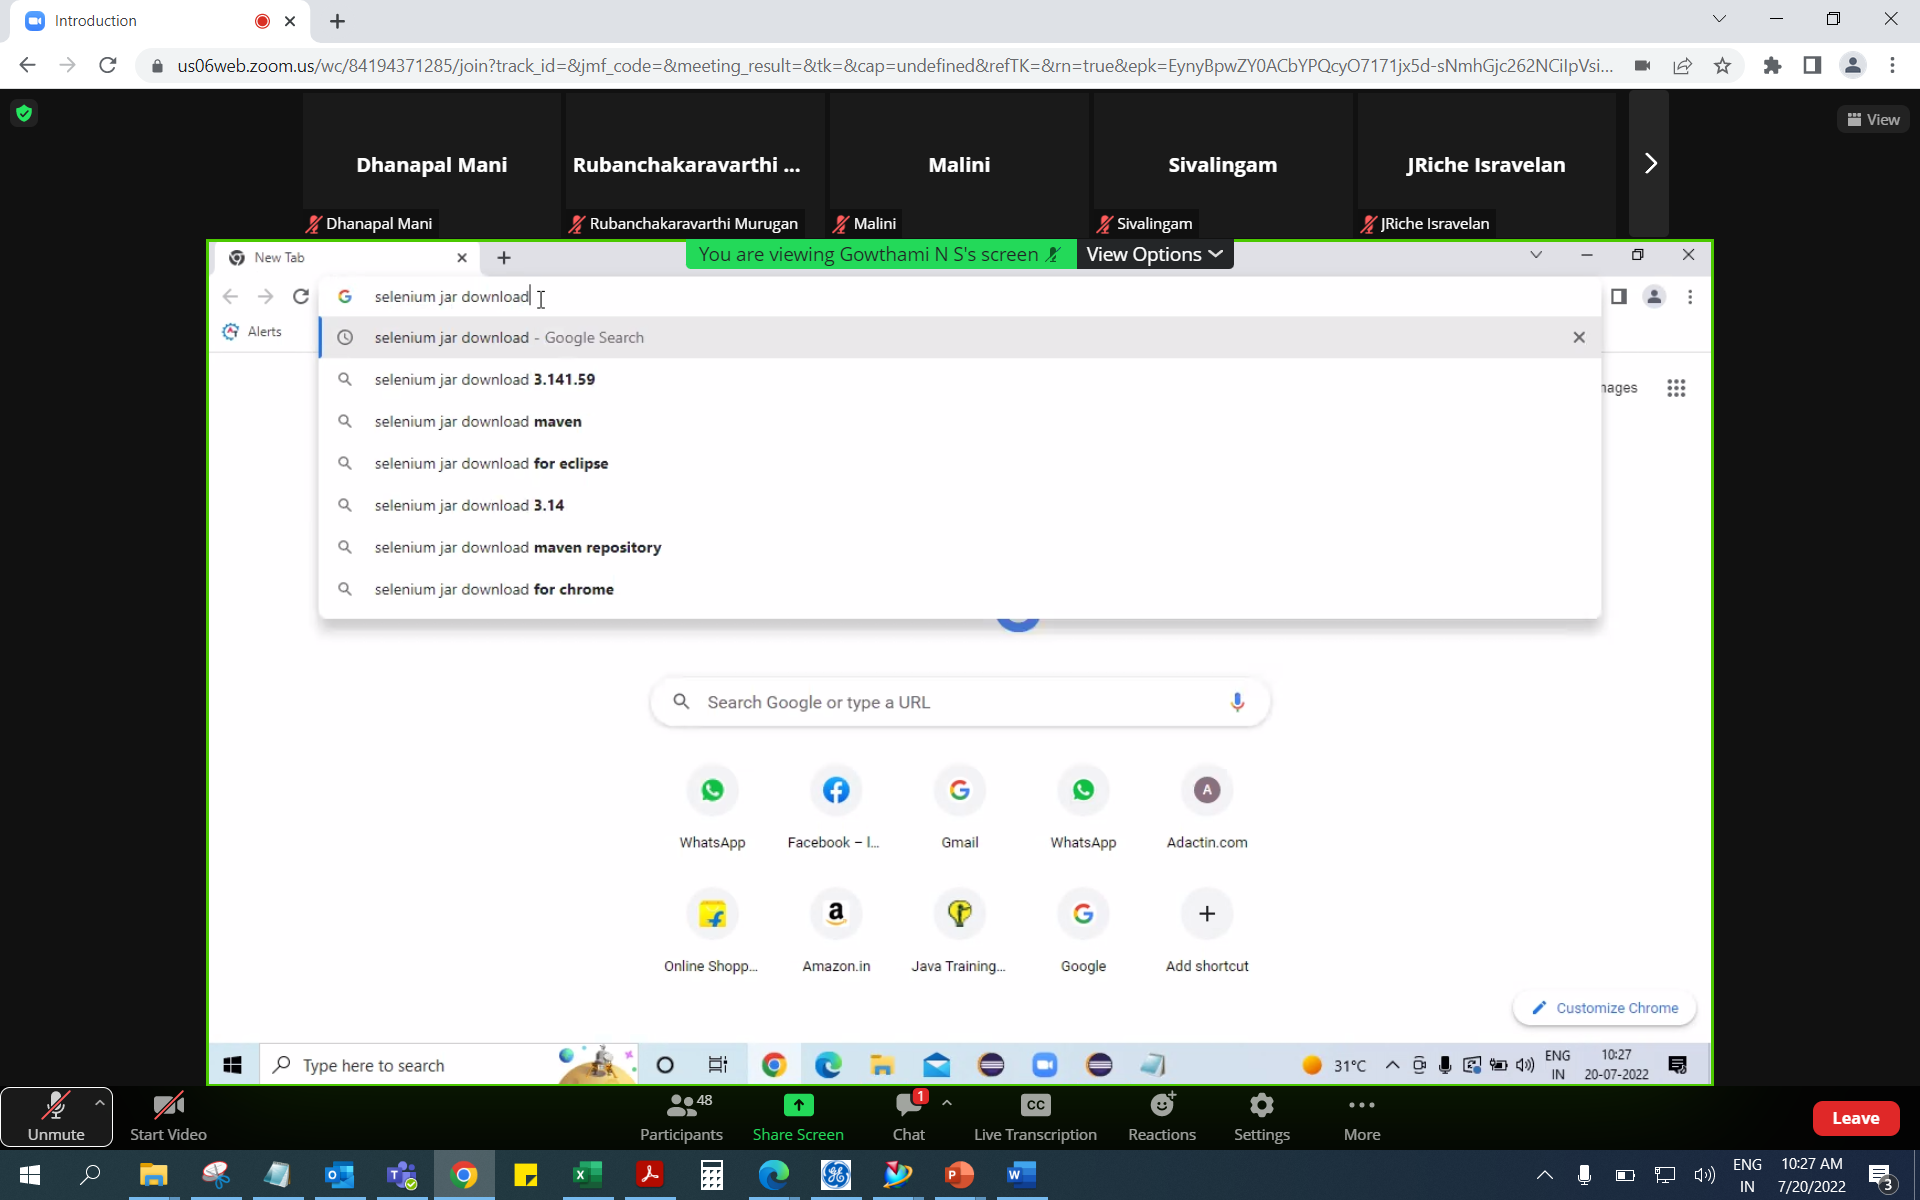 Introduction
us06web.zoom.us/wc/84194371285/join?track_id=&jmf_code=&meeting_result=&tk=&cap=undefined&refTK=&rn=true&epk=EynyBpwZY0ACbYPQcyO7171jx5d-sNmhGjc262NCiIpVsi...
View
Dhanapal Mani
Rubanchakaravarthi ...
Malini
Sivalingam
JRiche Isravelan
Dhanapal Mani
Rubanchakaravarthi Murugan
Malini
Sivalingam
JRiche Isravelan
New Tab
You are viewing Gowthami N S's screen
View Options
selenium jar download
Alerts
selenium jar download - Google Search
selenium jar download 3.141.59
nages
selenium jar download maven
selenium jar download for eclipse
selenium jar download 3.14
selenium jar download maven repository
selenium jar download for chrome
Search Google or type a URL
A
WhatsApp
Facebook – l...
Gmail
WhatsApp
Adactin.com
Online Shopp...
Amazon.in
Java Training...
Google
Add shortcut
Customize Chrome
Type here to search
31°C
ENG
IN
10:27
20-07-2022
Unmute
Start Video
48
Participants
Share Screen
1
Chat
CC
Live Transcription
Reactions
Settings
More
Leave
ENG
IN
10:27 AM
7/20/2022
3